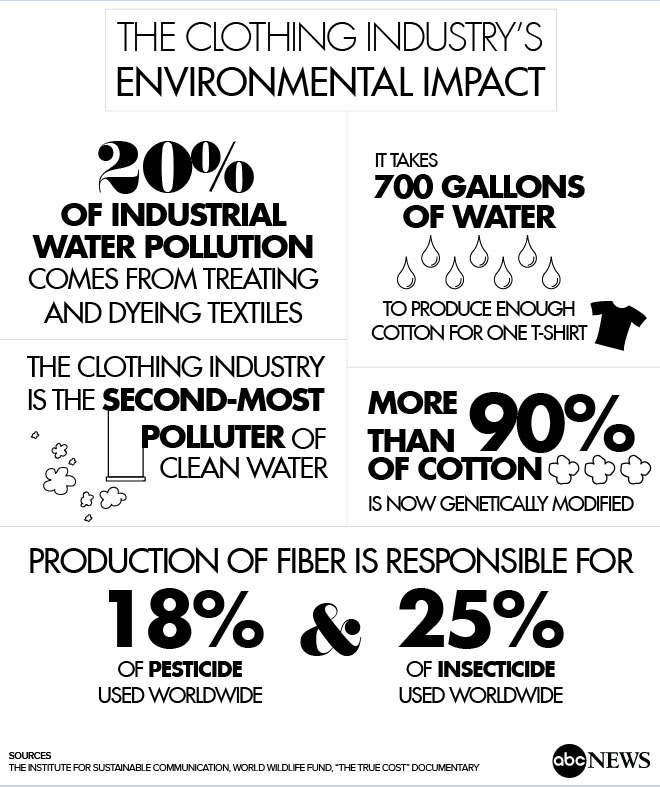 THE CLOTHING INDUSTRY'S
ENVIRONMENTAL IMPACT
20%
OF INDUSTRIAL
WATER POLLUTION
COMES FROM TREATING
AND DYEING TEXTILES
IT TAKES
700 GALLONS
OF WATER
TO PRODUCE ENOUGH
COTTON FOR ONE T-SHIRT
THE CLOTHING INDUSTRY
IS THE SECOND-MOST
POLLUTER OF
CLEAN WATER
MORE
THAN 90%
OF COTTON
IS NOW GENETICALLY MODIFIED
PRODUCTION OF FIBER IS RESPONSIBLE FOR
18% & 25%
OF PESTICIDE
USED WORLDWIDE
OF INSECTICIDE
USED WORLDWIDE
SOURCES
THE INSTITUTE FOR SUSTAINABLE COMMUNICATION, WORLD WILDLIFE FUND, "THE TRUE COST" DOCUMENTARY
abc NEWS